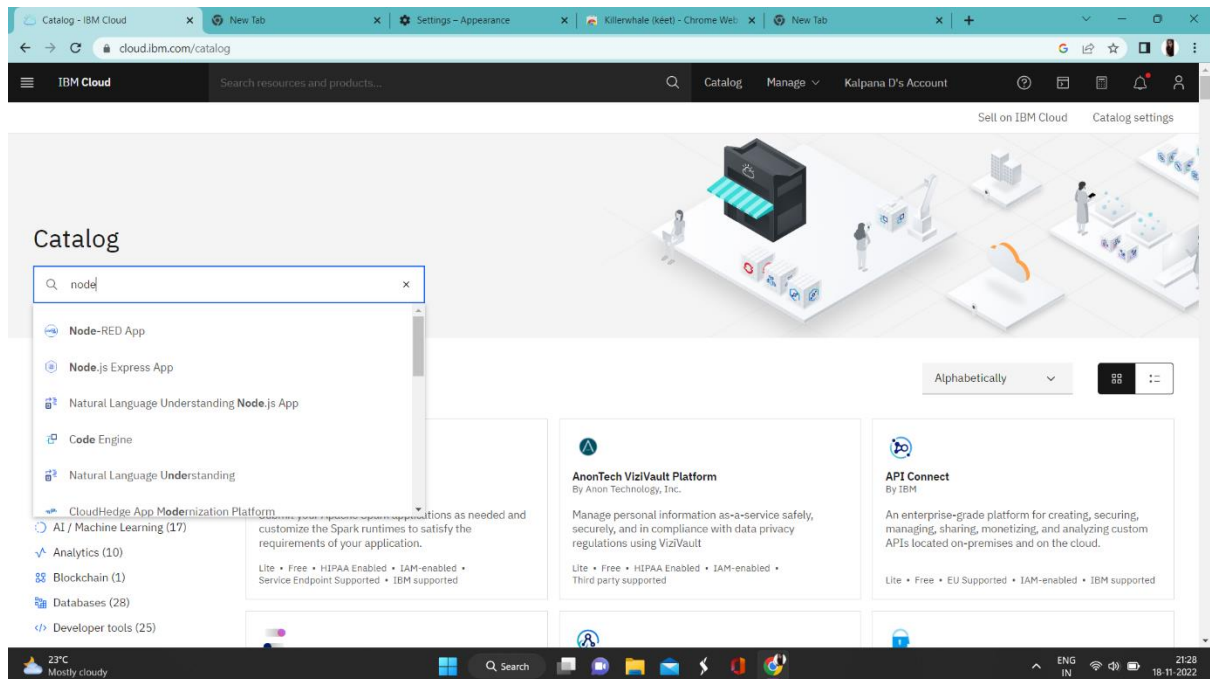 Catalog - IBM Cloud
New Tab
Settings – Appearance
Killerwhale (kéet) - Chrome Web
New Tab
cloud.ibm.com/catalog
IBM Cloud
Search resources and products...
Catalog
Manage
Kalpana D's Account
Sell on IBM Cloud
Catalog settings
Catalog
node
Node-RED App
Node.js Express App
Natural Language Understanding Node.js App
Code Engine
Natural Language Understanding
CloudHedge App Modernization Platform
Alphabetically
AI / Machine Learning (17)
Analytics (10)
Blockchain (1)
Databases (28)
Developer tools (25)
Submit your Apache Spark applications as needed and
customize the Spark runtimes to satisfy the
requirements of your application.
Lite • Free • HIPAA Enabled • IAM-enabled •
Service Endpoint Supported • IBM supported
AnonTech ViziVault Platform
By Anon Technology, Inc.
Manage personal information as-a-service safely,
securely, and in compliance with data privacy
regulations using ViziVault
Lite • Free • HIPAA Enabled • IAM-enabled •
Third party supported
API Connect
By IBM
An enterprise-grade platform for creating, securing,
managing, sharing, monetizing, and analyzing custom
APIs located on-premises and on the cloud.
Lite • Free • EU Supported • IAM-enabled • IBM supported
23°C
Mostly cloudy
Search
ENG
IN
21:28
18-11-2022